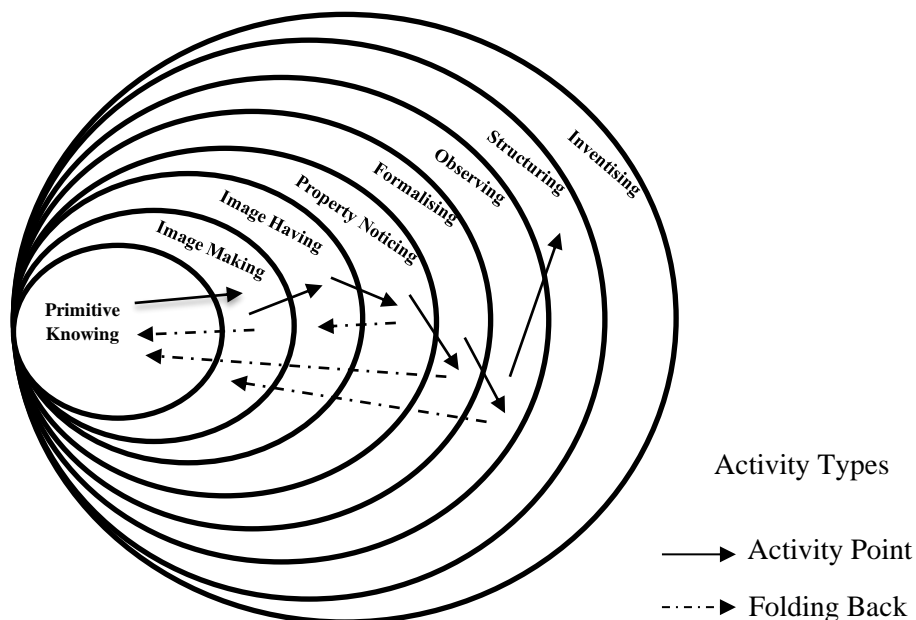 Primitive
Knowing
Image Making
Image Having
Property Noticing
Formalising
Observing
Structuring
Inventising
Activity Types
Activity Point
Folding Back